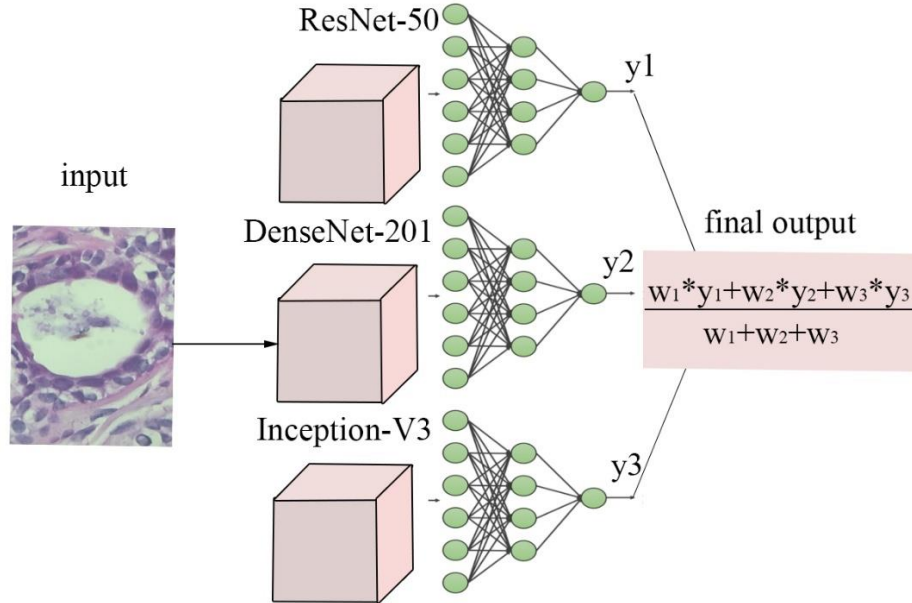 ResNet-50
y1
input
DenseNet-201
y2
final output
w₁*y₁+w₂*y₂+w₃*y₃
w₁+w₂+w₃
Inception-V3
y3